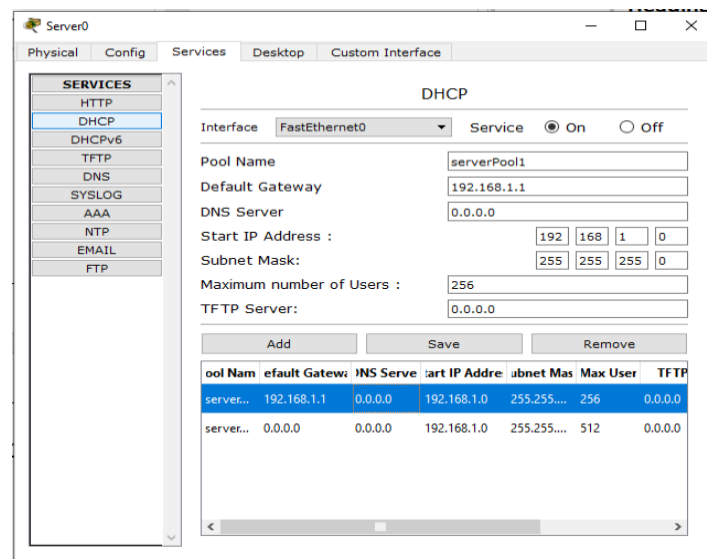 Server0
Physical Config Services Desktop Custom Interface
SERVICES
HTTP
DHCP
DHCPv6
TFTP
DNS
SYSLOG
AAA
NTP
EMAIL
FTP
DHCP
Interface FastEthernet0 Service On Off
Pool Name serverPool1
Default Gateway 192.168.1.1
DNS Server 0.0.0.0
Start IP Address : 192 168 1 0
Subnet Mask: 255 255 255 0
Maximum number of Users : 256
TFTP Server: 0.0.0.0
Add Save Remove
ool Nam efault Gatewa DNS Serve tart IP Addre ubnet Mas Max User TFTP
server... 192.168.1.1 0.0.0.0 192.168.1.0 255.255.... 256 0.0.0.0
server... 0.0.0.0 0.0.0.0 192.168.1.0 255.255.... 512 0.0.0.0